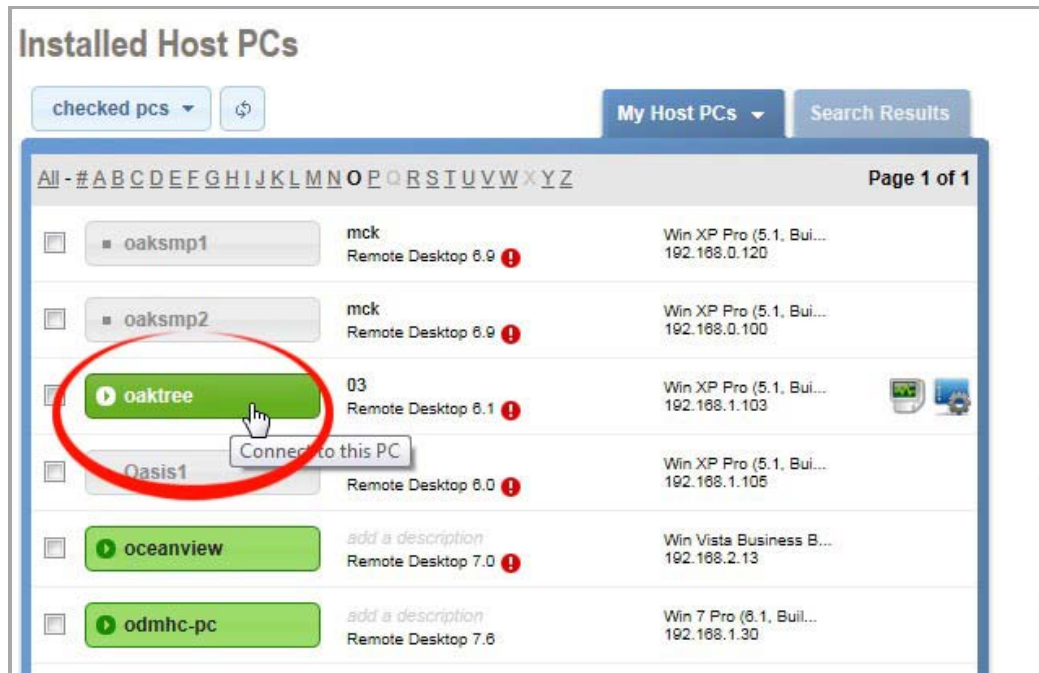 Installed Host PCs
checked pcs
My Host PCs
Search Results
All - # A B C D E F G H I J K L M N O P Q R S T U V W X Y Z
Page 1 of 1
oaksmp1
mck
Remote Desktop 6.9
Win XP Pro (5.1, Bui...
192.168.0.120
oaksmp2
mck
Remote Desktop 6.9
Win XP Pro (5.1, Bui...
192.168.0.100
oaktree
03
Remote Desktop 6.1
Win XP Pro (5.1, Bui...
192.168.1.103
Connect to this PC
Oasis1
Remote Desktop 6.0
Win XP Pro (5.1, Bui...
192.168.1.105
oceanview
add a description
Remote Desktop 7.0
Win Vista Business B...
192.168.2.13
odmhc-pc
add a description
Remote Desktop 7.6
Win 7 Pro (6.1, Buil...
192.168.1.30